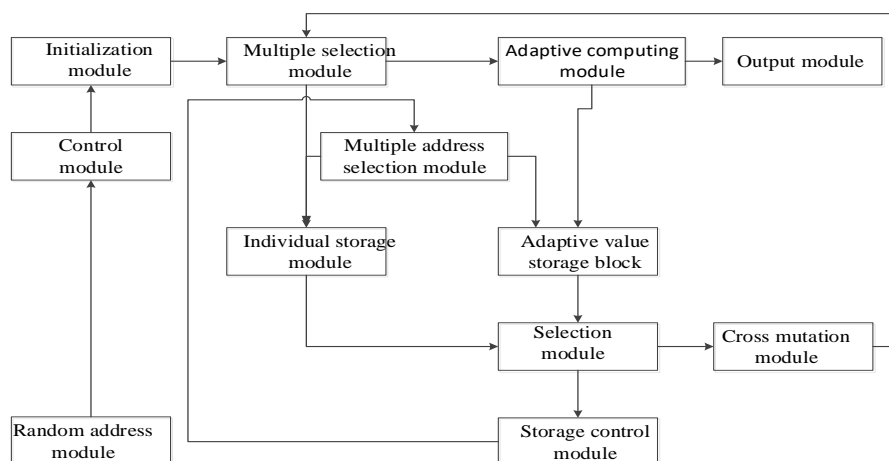 Initialization
module
Multiple selection
module
Adaptive computing
module
Output module
Control
module
Multiple address
selection module
Individual storage
module
Adaptive value
storage block
Selection
module
Cross mutation
module
Random address
module
Storage control
module